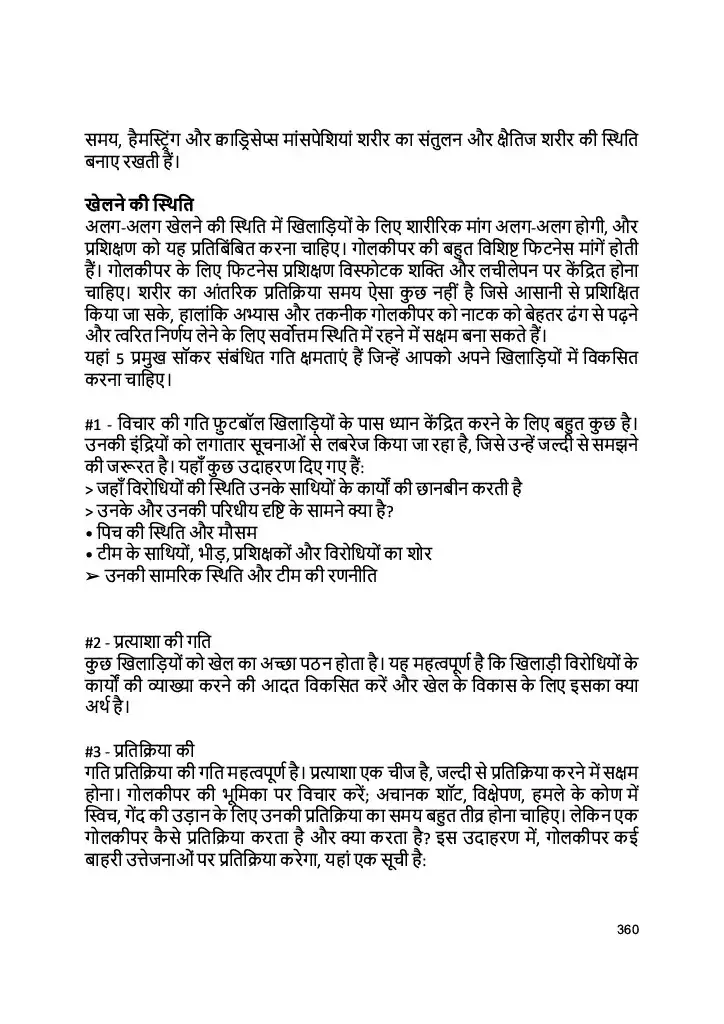 समय, हैमस्ट्रिंग और क्वाड्रिसेप्स मांसपेशियां शरीर का संतुलन और क्षैतिज शरीर की स्थिति
बनाए रखती हैं।
खेलने की स्थिति
अलग-अलग खेलने की स्थिति में खिलाड़ियों के लिए शारीरिक मांग अलग-अलग होगी, और
प्रशिक्षण को यह प्रतिबिंबित करना चाहिए। गोलकीपर की बहुत विशिष्ट फिटनेस मांगें होती
हैं। गोलकीपर के लिए फिटनेस प्रशिक्षण विस्फोटक शक्ति और लचीलेपन पर केंद्रित होना
चाहिए। शरीर का आंतरिक प्रतिक्रिया समय ऐसा कुछ नहीं है जिसे आसानी से प्रशिक्षित
किया जा सके, हालांकि अभ्यास और तकनीक गोलकीपर को नाटक को बेहतर ढंग से पढ़ने
और त्वरित निर्णय लेने के लिए सर्वोत्तम स्थिति में रहने में सक्षम बना सकते हैं।
यहां 5 प्रमुख सॉकर संबंधित गति क्षमताएं हैं जिन्हें आपको अपने खिलाड़ियों में विकसित
करना चाहिए।
#1 - विचार की गति फ़ुटबॉल खिलाड़ियों के पास ध्यान केंद्रित करने के लिए बहुत कुछ है।
उनकी इंद्रियों को लगातार सूचनाओं से लबरेज किया जा रहा है, जिसे उन्हें जल्दी से समझने
की जरूरत है। यहाँ कुछ उदाहरण दिए गए हैं:
> जहाँ विरोधियों की स्थिति उनके साथियों के कार्यों की छानबीन करती है
> उनके और उनकी परिधीय दृष्टि के सामने क्या है?
• पिच की स्थिति और मौसम
• टीम के साथियों, भीड़, प्रशिक्षकों और विरोधियों का शोर
➢ उनकी सामरिक स्थिति और टीम की रणनीति
#2 - प्रत्याशा की गति
कुछ खिलाड़ियों को खेल का अच्छा पठन होता है। यह महत्वपूर्ण है कि खिलाड़ी विरोधियों के
कार्यों की व्याख्या करने की आदत विकसित करें और खेल के विकास के लिए इसका क्या
अर्थ है।
#3 - प्रतिक्रिया की
गति प्रतिक्रिया की गति महत्वपूर्ण है। प्रत्याशा एक चीज है, जल्दी से प्रतिक्रिया करने में सक्षम
होना। गोलकीपर की भूमिका पर विचार करें; अचानक शॉट, विक्षेपण, हमले के कोण में
स्विच, गेंद की उड़ान के लिए उनकी प्रतिक्रिया का समय बहुत तीव्र होना चाहिए। लेकिन एक
गोलकीपर कैसे प्रतिक्रिया करता है और क्या करता है? इस उदाहरण में, गोलकीपर कई
बाहरी उत्तेजनाओं पर प्रतिक्रिया करेगा, यहां एक सूची है:
360